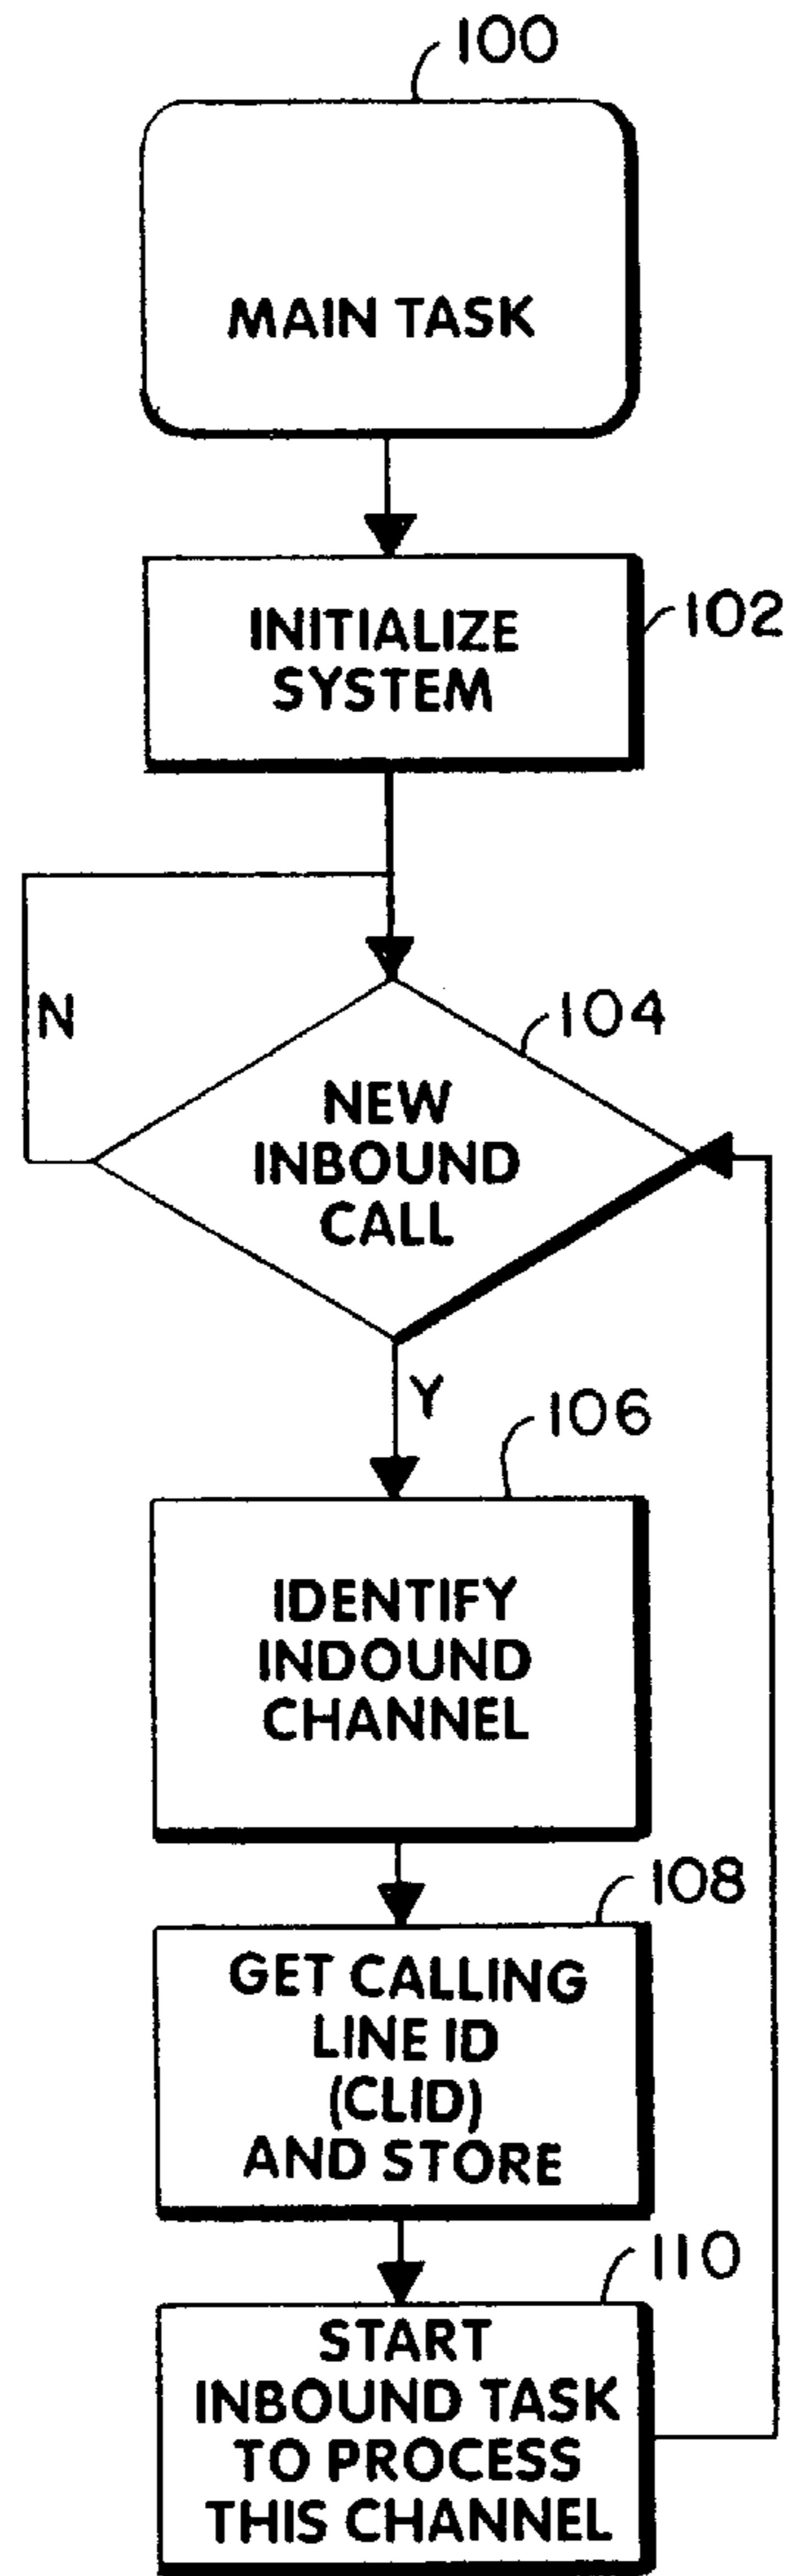 100
MAIN TASK
102
INITIALIZE
SYSTEM
N
104
NEW
INBOUND
CALL
Y
106
IDENTIFY
INDOUND
CHANNEL
108
GET CALLING
LINE ID
(CLID)
AND STORE
110
START
INBOUND TASK
TO PROCESS
THIS CHANNEL